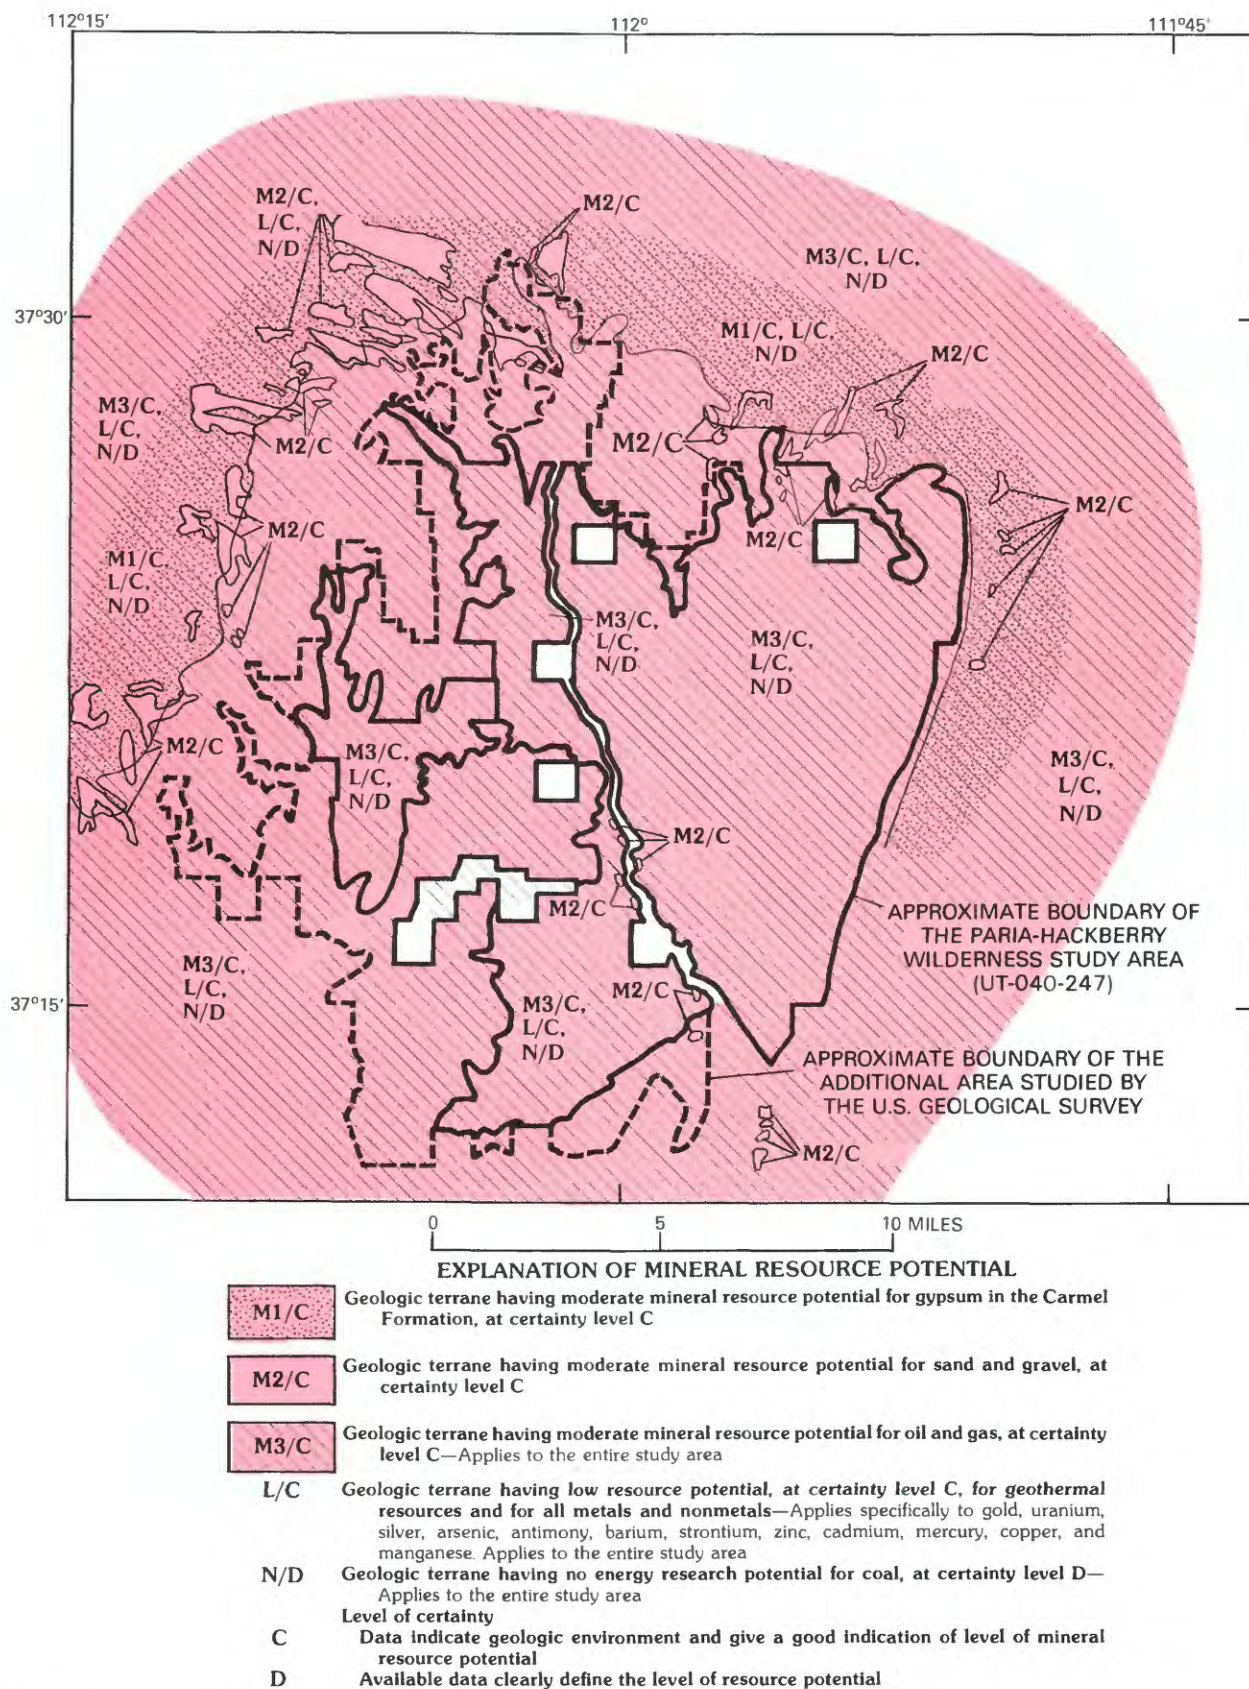 112°15'
112°
111°45'
M2/C,
L/C,
N/D
M2/C
M3/C, L/C,
N/D
37°30'
M1/C, L/C,
N/D
M2/C
M3/C,
L/C,
N/D
M2/C
M2/C
M2/C
M2/C
M2/C
M1/C,
L/C,
N/D
M3/C,
L/C,
N/D
M3/C,
L/C,
N/D
M2/C
M3/C,
L/C,
N/D
M3/C,
L/C,
N/D
M2/C
M2/C
APPROXIMATE BOUNDARY OF
THE PARIA-HACKBERRY
WILDERNESS STUDY AREA
(UT-040-247)
M3/C,
L/C,
N/D
M2/C
37°15'
M3/C,
L/C,
N/D
APPROXIMATE BOUNDARY OF THE
ADDITIONAL AREA STUDIED BY
THE U.S. GEOLOGICAL SURVEY
M2/C
0 5 10 MILES
EXPLANATION OF MINERAL RESOURCE POTENTIAL
M1/C Geologic terrane having moderate mineral resource potential for gypsum in the Carmel
Formation, at certainty level C
M2/C Geologic terrane having moderate mineral resource potential for sand and gravel, at
certainty level C
M3/C Geologic terrane having moderate mineral resource potential for oil and gas, at certainty
level C—Applies to the entire study area
L/C Geologic terrane having low resource potential, at certainty level C, for geothermal
resources and for all metals and nonmetals—Applies specifically to gold, uranium,
silver, arsenic, antimony, barium, strontium, zinc, cadmium, mercury, copper, and
manganese. Applies to the entire study area
N/D Geologic terrane having no energy research potential for coal, at certainty level D—
Applies to the entire study area
Level of certainty
C Data indicate geologic environment and give a good indication of level of mineral
resource potential
D Available data clearly define the level of resource potential